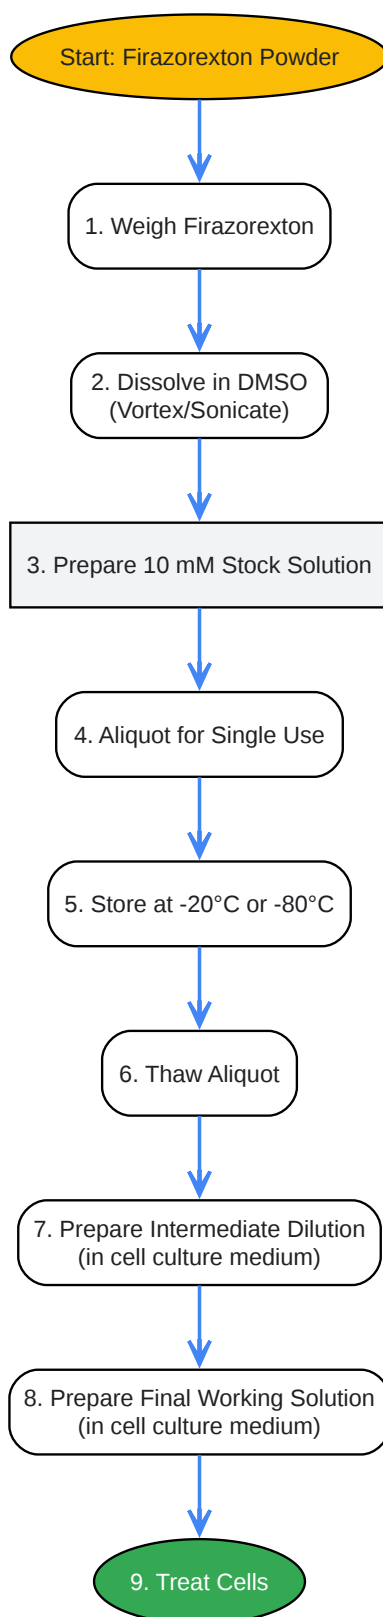 Start: Firazorexton Powder
1. Weigh Firazorexton
2. Dissolve in DMSO
(Vortex/Sonicate)
3. Prepare 10 mM Stock Solution
4. Aliquot for Single Use
5. Store at -20°C or -80°C
6. Thaw Aliquot
7. Prepare Intermediate Dilution
(in cell culture medium)
8. Prepare Final Working Solution
(in cell culture medium)
9. Treat Cells